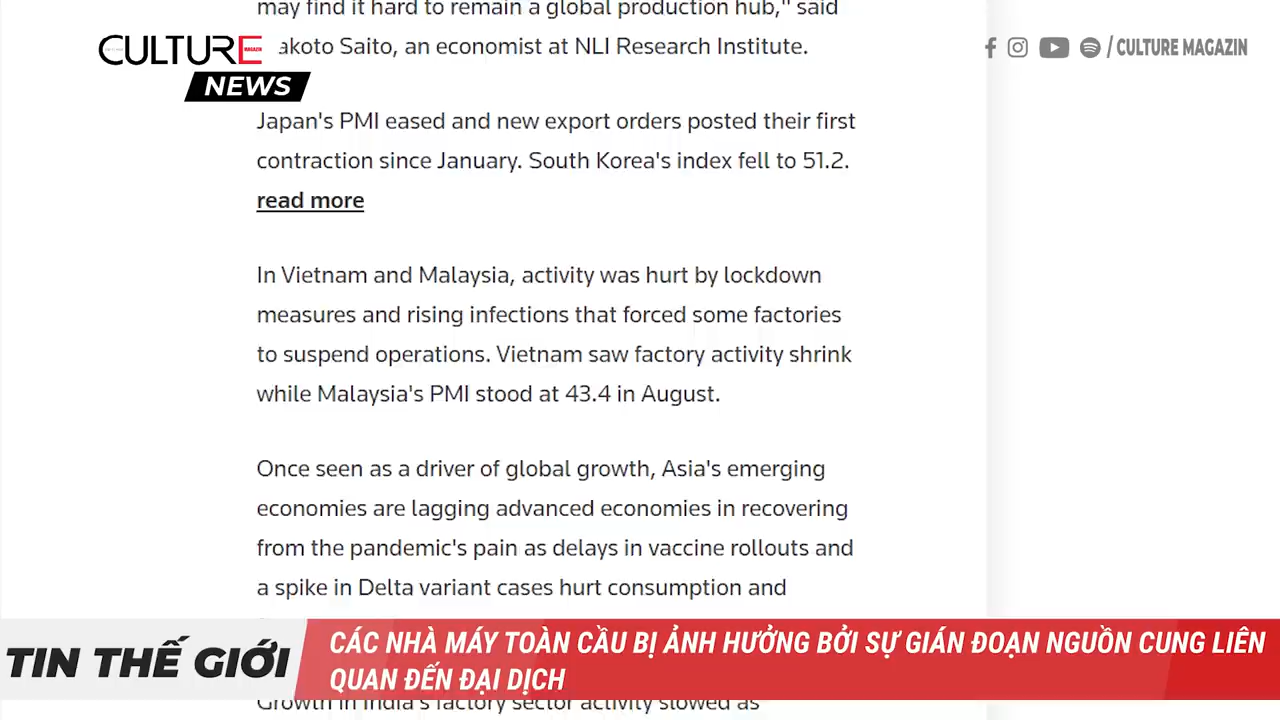 may find it hard to remain a global production hub," said
CULTURE
MAGAZIN
akoto Saito, an economist at NLI Research Institute.
/ CULTURE MAGAZIN
NEWS
Japan's PMI eased and new export orders posted their first
contraction since January. South Korea's index fell to 51.2.
read more
In Vietnam and Malaysia, activity was hurt by lockdown
measures and rising infections that forced some factories
to suspend operations. Vietnam saw factory activity shrink
while Malaysia's PMI stood at 43.4 in August.
Once seen as a driver of global growth, Asia's emerging
economies are lagging advanced economies in recovering
from the pandemic's pain as delays in vaccine rollouts and
a spike in Delta variant cases hurt consumption and
TIN THẾ GIỚI
CÁC NHÀ MÁY TOÀN CẦU BỊ ẢNH HƯỞNG BỞI SỰ GIÁN ĐOẠN NGUỒN CUNG LIÊN
QUAN ĐẾN ĐẠI DỊCH
Growth in India's factory sector activity slowed as